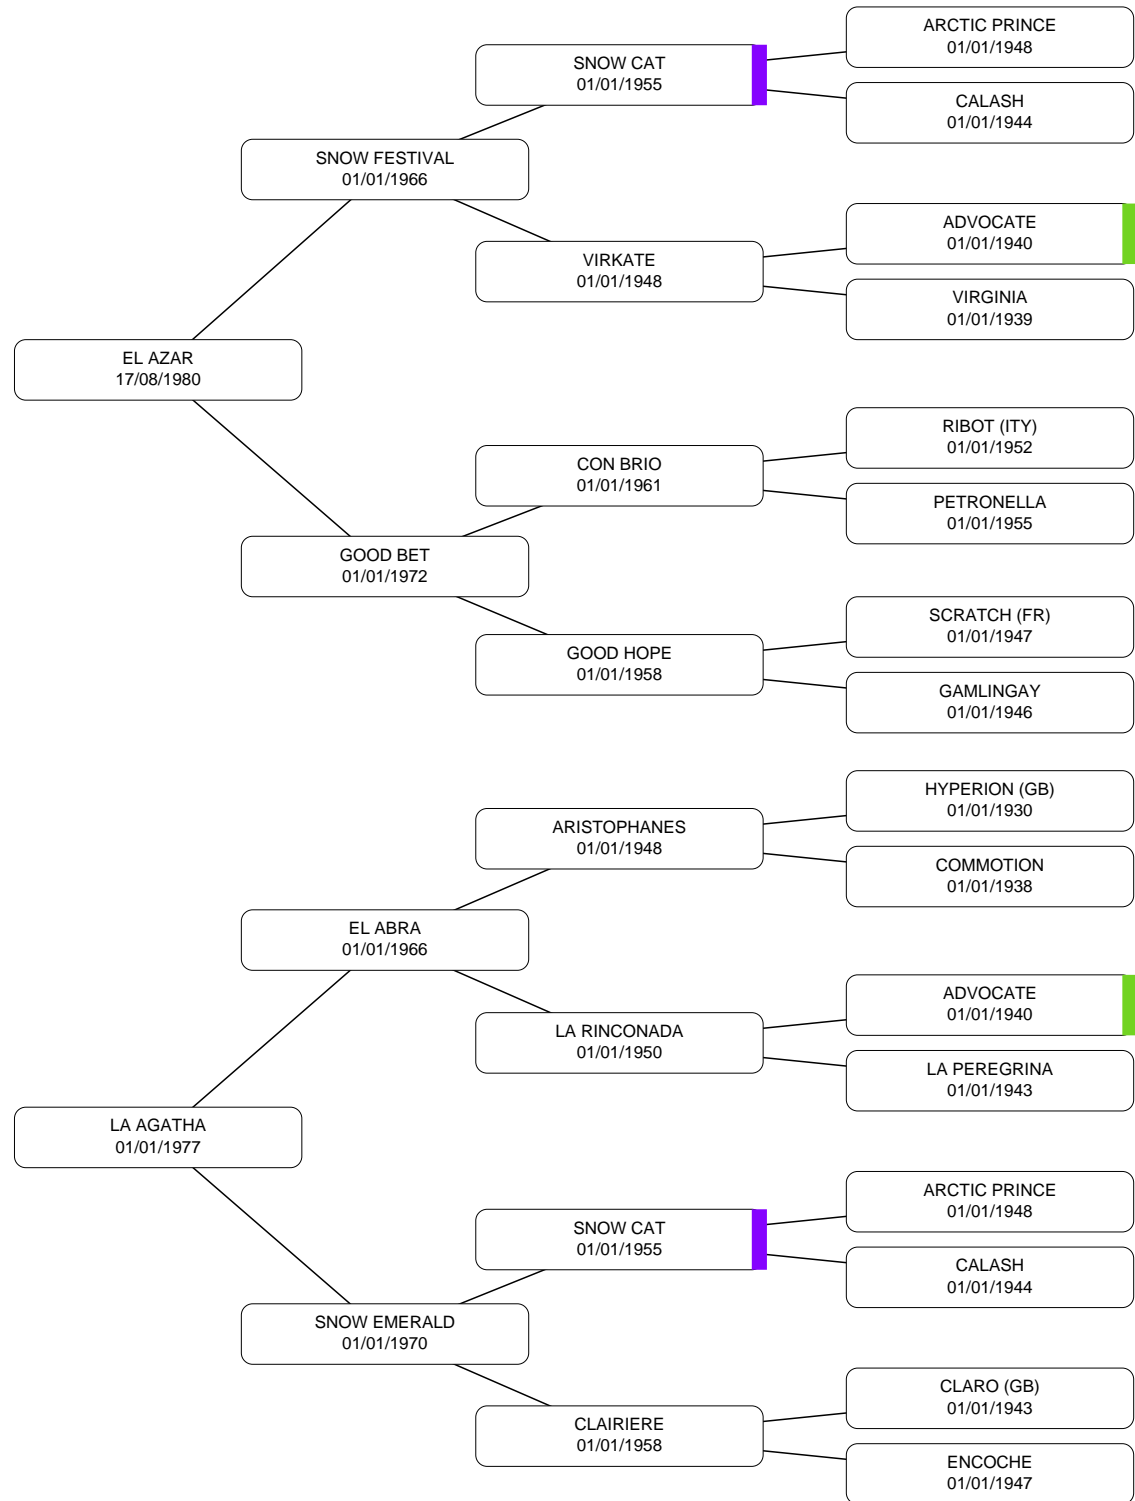 ARCTIC PRINCE
01/01/1948
SNOW CAT
01/01/1955
CALASH
01/01/1944
SNOW FESTIVAL
01/01/1966
ADVOCATE
01/01/1940
VIRKATE
01/01/1948
VIRGINIA
01/01/1939
EL AZAR
17/08/1980
RIBOT (ITY)
01/01/1952
CON BRIO
01/01/1961
PETRONELLA
01/01/1955
GOOD BET
01/01/1972
SCRATCH (FR)
01/01/1947
GOOD HOPE
01/01/1958
GAMLINGAY
01/01/1946
HYPERION (GB)
01/01/1930
ARISTOPHANES
01/01/1948
COMMOTION
01/01/1938
EL ABRA
01/01/1966
ADVOCATE
01/01/1940
LA RINCONADA
01/01/1950
LA PEREGRINA
01/01/1943
LA AGATHA
01/01/1977
ARCTIC PRINCE
01/01/1948
SNOW CAT
01/01/1955
CALASH
01/01/1944
SNOW EMERALD
01/01/1970
CLARO (GB)
01/01/1943
CLAIRIERE
01/01/1958
ENCOCHE
01/01/1947